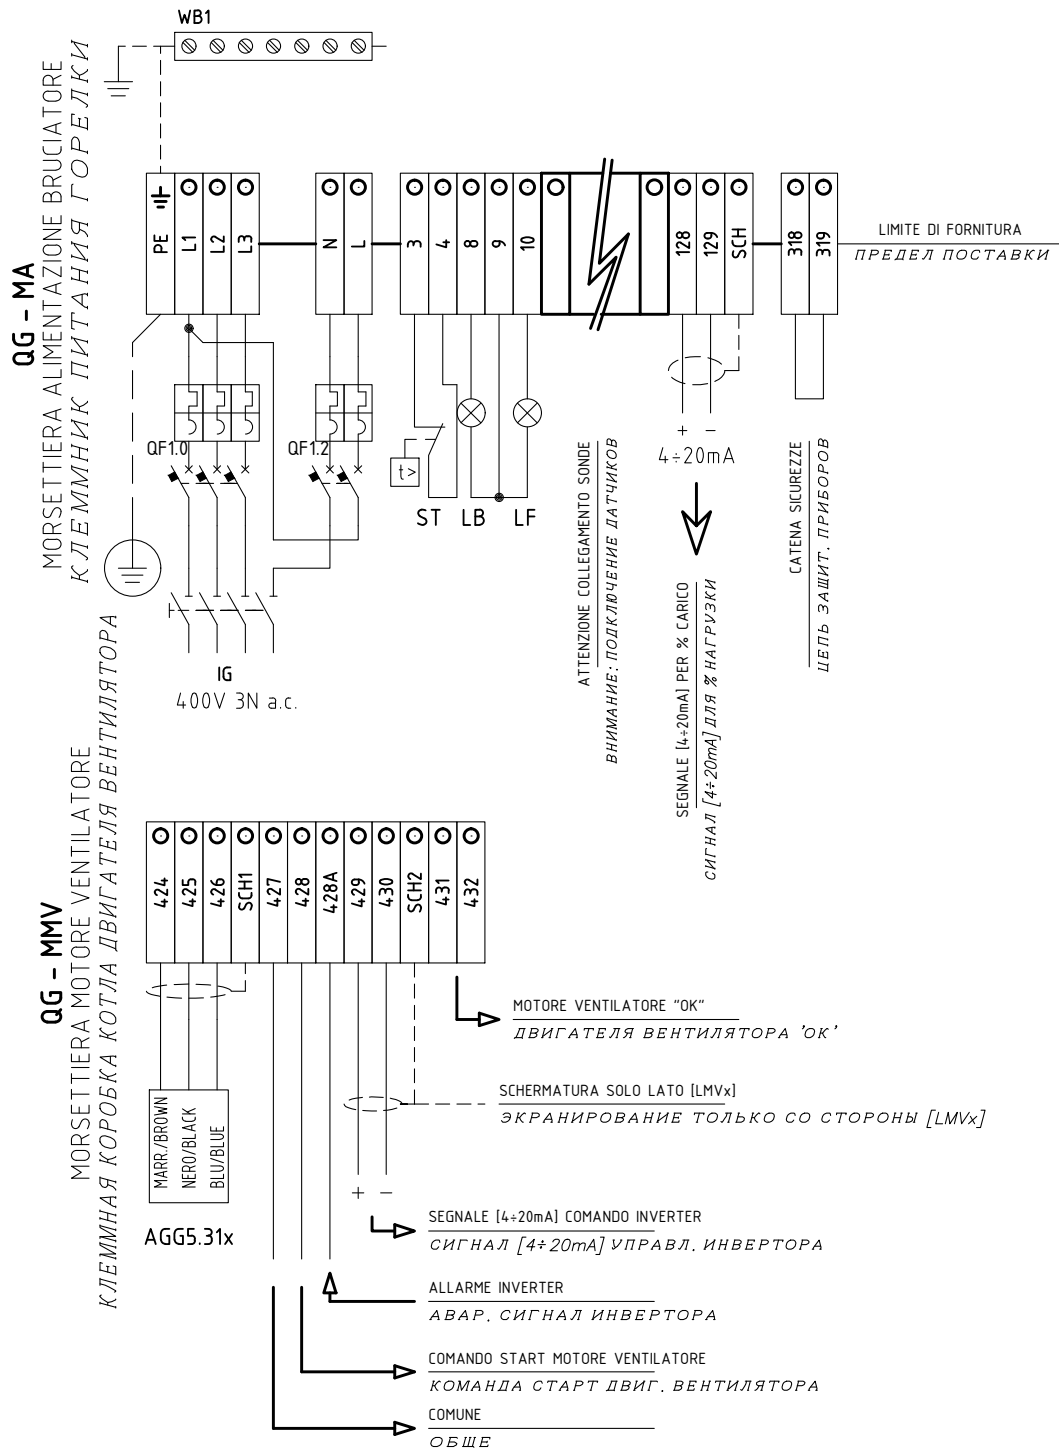 WB1
QG - MA
MORSETTIERA ALIMENTAZIONE BRUCIATORE
КЛЕММНИК ПИТАНИЯ ГОРЕЛКИ
PE
L1
L2
L3
N
L
3
4
8
9
10
128
129
SCH
318
319
LIMITE DI FORNITURA
ПРЕДЕЛ ПОСТАВКИ
QF1.0
QF1.2
t>
ST
LB
LF
IG
400V 3N a.c.
ATTENZIONE COLLEGAMENTO SONDE
ВНИМАНИЕ: ПОДКЛЮЧЕНИЕ ДАТЧИКОВ
+ −
4÷20mA
SEGNALE [4÷20mA] PER % CARICO
СИГНАЛ [4÷20mA] ДЛЯ % НАГРУЗКИ
CATENA SICUREZZE
ЦЕПЬ ЗАЩИТ. ПРИБОРОВ
QG - MMV
MORSETTIERA MOTORE VENTILATORE
КЛЕММНАЯ КОРОБКА КОТЛА ДВИГАТЕЛЯ ВЕНТИЛЯТОРА
424
425
426
SCH1
427
428
428A
429
430
SCH2
431
432
MARR./BROWN
NERO/BLACK
BLU/BLUE
AGG5.31x
MOTORE VENTILATORE "OK"
ДВИГАТЕЛЯ ВЕНТИЛЯТОРА 'ОК'
SCHERMATURA SOLO LATO [LMVx]
ЭКРАНИРОВАНИЕ ТОЛЬКО СО СТОРОНЫ [LMVx]
+ −
SEGNALE [4÷20mA] COMANDO INVERTER
СИГНАЛ [4÷20mA] УПРАВЛ. ИНВЕРТОРА
ALLARME INVERTER
АВАР. СИГНАЛ ИНВЕРТОРА
COMANDO START MOTORE VENTILATORE
КОМАНДА СТАРТ ДВИГ. ВЕНТИЛЯТОРА
COMUNE
ОБЩЕ